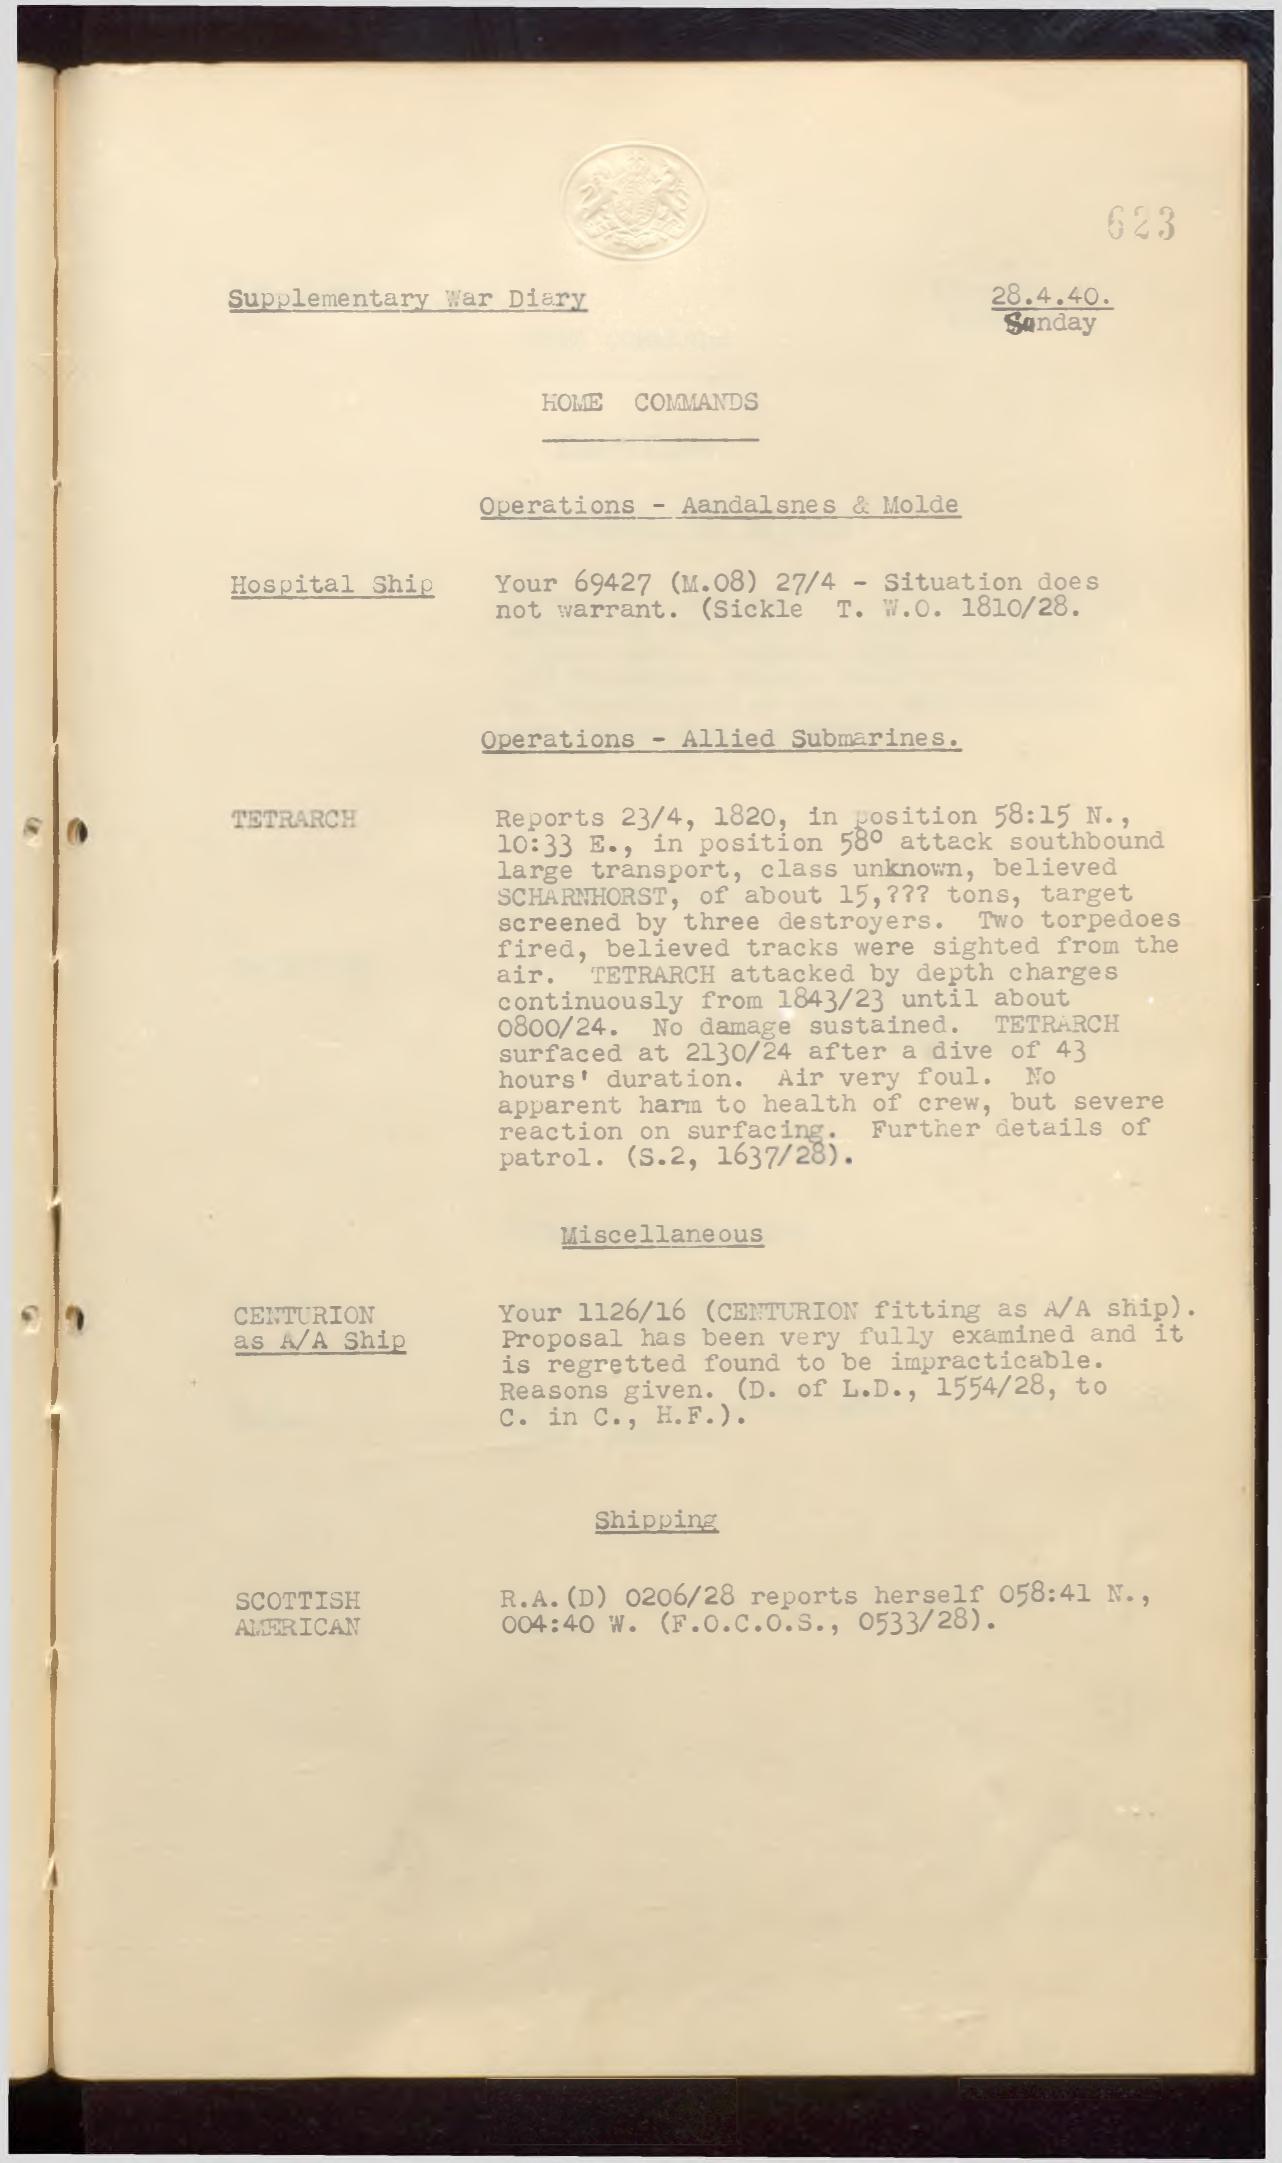 623
Supplementary War Diary 28.4.40.
Sunday
HOME COMMANDS
Operations - Aandalsnes & Molde
Hospital Ship Your 69427 (M.08) 27/4 - Situation does
not warrant. (Sickle T. W.O. 1810/28.
Operations - Allied Submarines.
TETRARCH Reports 23/4, 1820, in position 58:15 N.,
10:33 E., in position 58° attack southbound
large transport, class unknown, believed
SCHARNHORST, of about 15,??? tons, target
screened by three destroyers. Two torpedoes
fired, believed tracks were sighted from the
air. TETRARCH attacked by depth charges
continuously from 1843/23 until about
0800/24. No damage sustained. TETRARCH
surfaced at 2130/24 after a dive of 43
hours' duration. Air very foul. No
apparent harm to health of crew, but severe
reaction on surfacing. Further details of
patrol. (S.2, 1637/28).
Miscellaneous
CENTURION Your 1126/16 (CENTURION fitting as A/A ship).
as A/A Ship Proposal has been very fully examined and it
is regretted found to be impracticable.
Reasons given. (D. of L.D., 1554/28, to
C. in C., H.F.).
Shipping
SCOTTISH R.A.(D) 0206/28 reports herself 058:41 N.,
AMERICAN 004:40 W. (F.O.C.O.S., 0533/28).